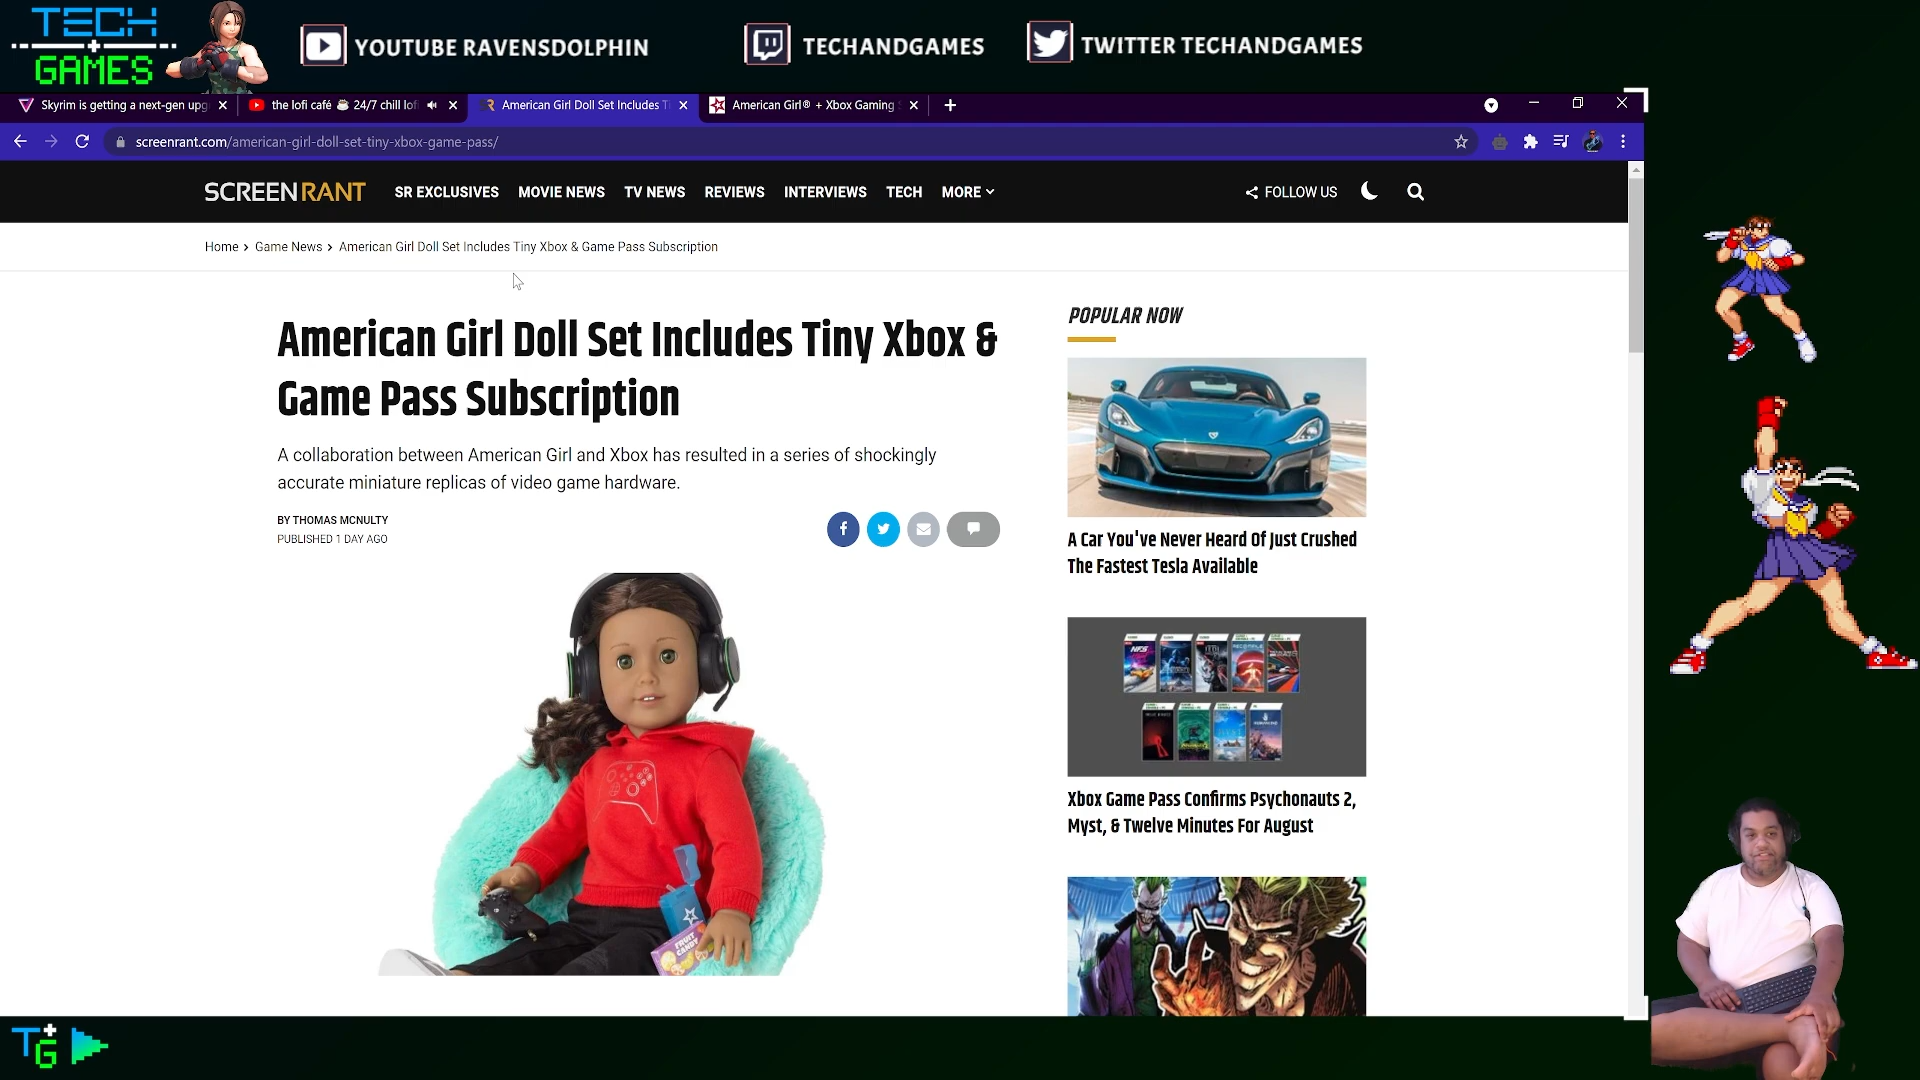 TECH
GAMES
YOUTUBE RAVENSDOLPHIN
TECHANDGAMES
TWITTER TECHANDGAMES
Skyrim is getting a next-gen upg
the lofi café ☕ 24/7 chill lofi
American Girl Doll Set Includes Ti
American Girl® + Xbox Gaming S
screenrant.com/american-girl-doll-set-tiny-xbox-game-pass/
SCREENRANT
SR EXCLUSIVES
MOVIE NEWS
TV NEWS
REVIEWS
INTERVIEWS
TECH
MORE
FOLLOW US
Home > Game News > American Girl Doll Set Includes Tiny Xbox & Game Pass Subscription
American Girl Doll Set Includes Tiny Xbox &
Game Pass Subscription
A collaboration between American Girl and Xbox has resulted in a series of shockingly
accurate miniature replicas of video game hardware.
BY THOMAS MCNULTY
PUBLISHED 1 DAY AGO
FRUIT
CANDY
POPULAR NOW
A Car You've Never Heard Of Just Crushed
The Fastest Tesla Available
NFS
Xbox Game Pass Confirms Psychonauts 2,
Myst, & Twelve Minutes For August
TG